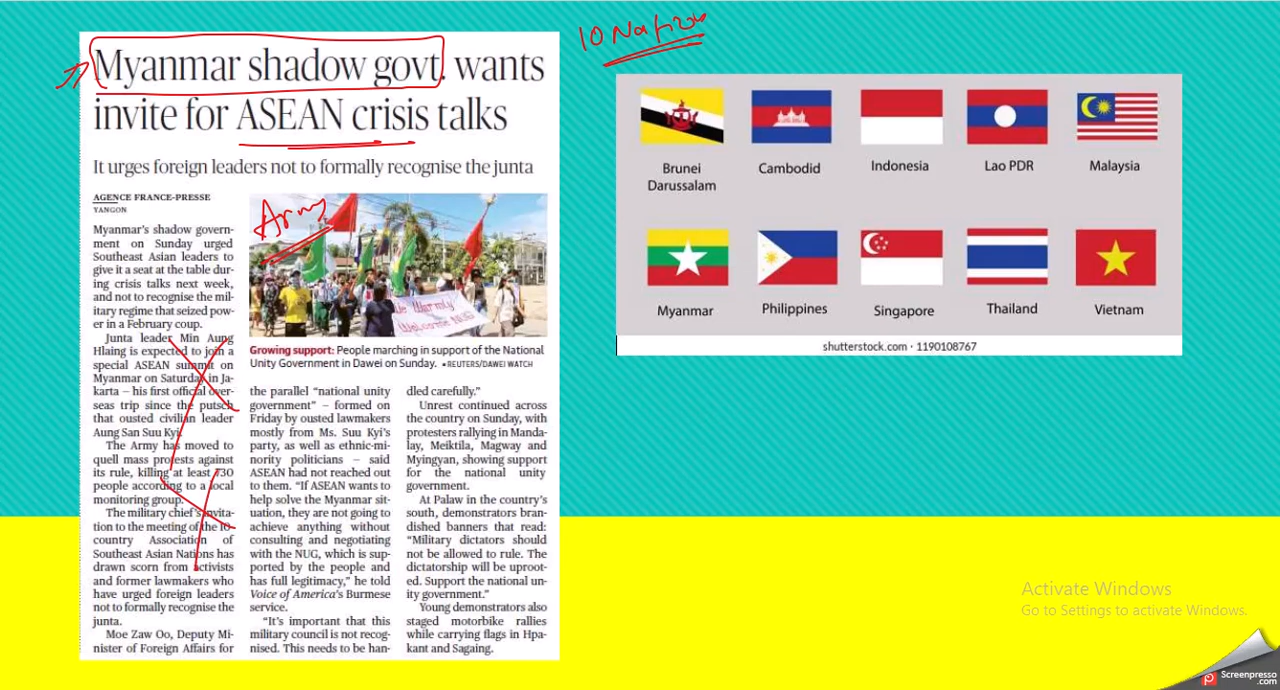 Myanmar shadow govt. wants
invite for ASEAN crisis talks
It urges foreign leaders not to formally recognise the junta
AGENCE FRANCE-PRESSE
YANGON
Myanmar's shadow govern-
ment on Sunday urged
Southeast Asian leaders to
give it a seat at the table dur-
ing crisis talks next week,
and not to recognise the mil-
itary regime that seized pow-
er in a February coup.
Junta leader Min Aung
Hlaing is expected to join a
special ASEAN summit on
Myanmar on Saturday in Ja-
karta – his first official over-
seas trip since the putsch
that ousted civilian leader
Aung San Suu Kyi.
The Army has moved to
quell mass protests against
its rule, killing at least 730
people according to a local
monitoring group.
The military chief's invita-
tion to the meeting of the 10-
country Association of
Southeast Asian Nations has
drawn scorn from activists
and former lawmakers who
have urged foreign leaders
not to formally recognise the
junta.
Moe Zaw Oo, Deputy Mi-
nister of Foreign Affairs for
Army
We Warmly
Welcome NUG
Growing support: People marching in support of the National
Unity Government in Dawei on Sunday. • REUTERS/DAWEI WATCH
the parallel "national unity
government" – formed on
Friday by ousted lawmakers
mostly from Ms. Suu Kyi's
party, as well as ethnic-mi-
nority politicians – said
ASEAN had not reached out
to them. "If ASEAN wants to
help solve the Myanmar sit-
uation, they are not going to
achieve anything without
consulting and negotiating
with the NUG, which is sup-
ported by the people and
has full legitimacy," he told
Voice of America's Burmese
service.
"It's important that this
military council is not recog-
nised. This needs to be han-
dled carefully."
Unrest continued across
the country on Sunday, with
protesters rallying in Manda-
lay, Meiktila, Magway and
Myingyan, showing support
for the national unity
government.
At Palaw in the country's
south, demonstrators bran-
dished banners that read:
"Military dictators should
not be allowed to rule. The
dictatorship will be uproot-
ed. Support the national un-
ity government."
Young demonstrators also
staged motorbike rallies
while carrying flags in Hpa-
kant and Sagaing.
10 Nation
Brunei
Darussalam
Cambodid
Indonesia
Lao PDR
Malaysia
Myanmar
Philippines
Singapore
Thailand
Vietnam
shutterstock.com · 1190108767
Activate Windows
Go to Settings to activate Windows.
Screenpresso
.com